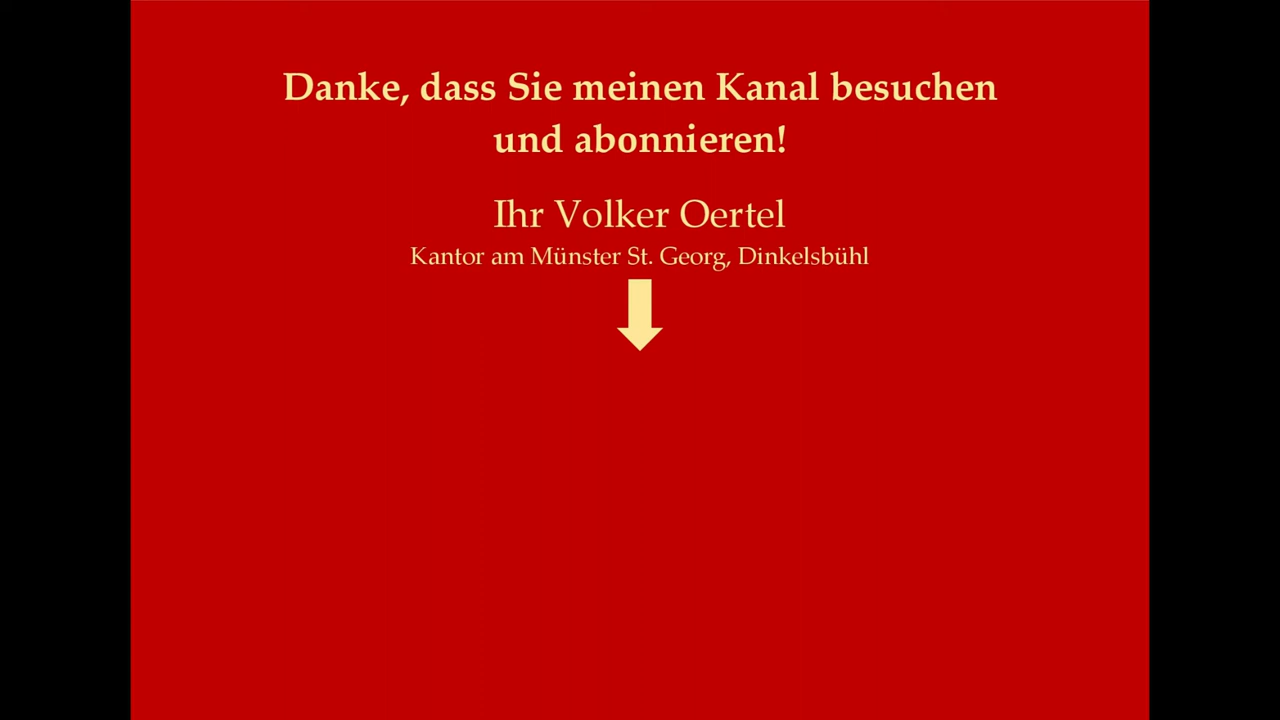 Danke, dass Sie meinen Kanal besuchen
und abonnieren!
Ihr Volker Oertel
Kantor am Münster St. Georg, Dinkelsbühl